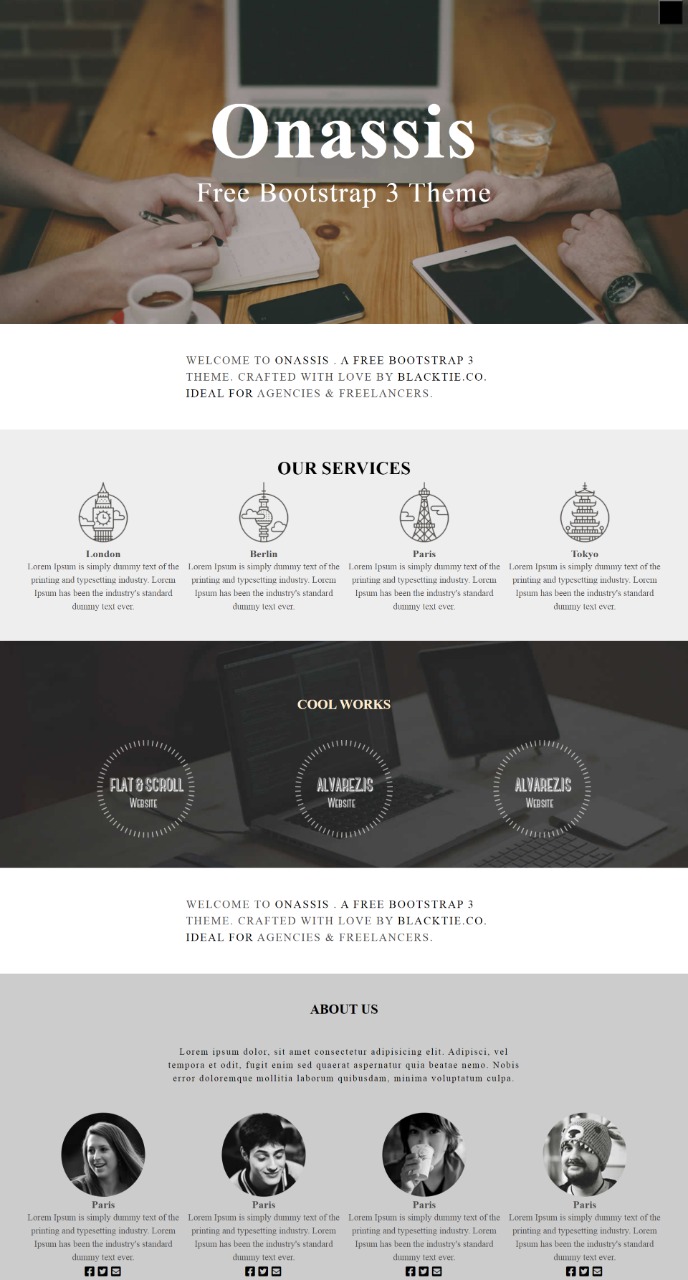 Onassis
Free Bootstrap 3 Theme
WELCOME TO ONASSIS . A FREE BOOTSTRAP 3
THEME. CRAFTED WITH LOVE BY BLACKTIE.CO.
IDEAL FOR AGENCIES & FREELANCERS.
OUR SERVICES
London
Lorem Ipsum is simply dummy text of the
printing and typesetting industry. Lorem
Ipsum has been the industry's standard
dummy text ever.
Berlin
Lorem Ipsum is simply dummy text of the
printing and typesetting industry. Lorem
Ipsum has been the industry's standard
dummy text ever.
Paris
Lorem Ipsum is simply dummy text of the
printing and typesetting industry. Lorem
Ipsum has been the industry's standard
dummy text ever.
Tokyo
Lorem Ipsum is simply dummy text of the
printing and typesetting industry. Lorem
Ipsum has been the industry's standard
dummy text ever.
COOL WORKS
FLAT & SCROLL
WEBSITE
ALVAREZ.IS
WEBSITE
ALVAREZ.IS
WEBSITE
WELCOME TO ONASSIS . A FREE BOOTSTRAP 3
THEME. CRAFTED WITH LOVE BY BLACKTIE.CO.
IDEAL FOR AGENCIES & FREELANCERS.
ABOUT US
Lorem ipsum dolor, sit amet consectetur adipisicing elit. Adipisci, vel
tempora et odit, fugit enim sed quaerat aspernatur quia beatae nemo. Nobis
error doloremque mollitia laborum quibusdam, minima voluptatum culpa.
Paris
Lorem Ipsum is simply dummy text of the
printing and typesetting industry. Lorem
Ipsum has been the industry's standard
dummy text ever.
Paris
Lorem Ipsum is simply dummy text of the
printing and typesetting industry. Lorem
Ipsum has been the industry's standard
dummy text ever.
Paris
Lorem Ipsum is simply dummy text of the
printing and typesetting industry. Lorem
Ipsum has been the industry's standard
dummy text ever.
Paris
Lorem Ipsum is simply dummy text of the
printing and typesetting industry. Lorem
Ipsum has been the industry's standard
dummy text ever.